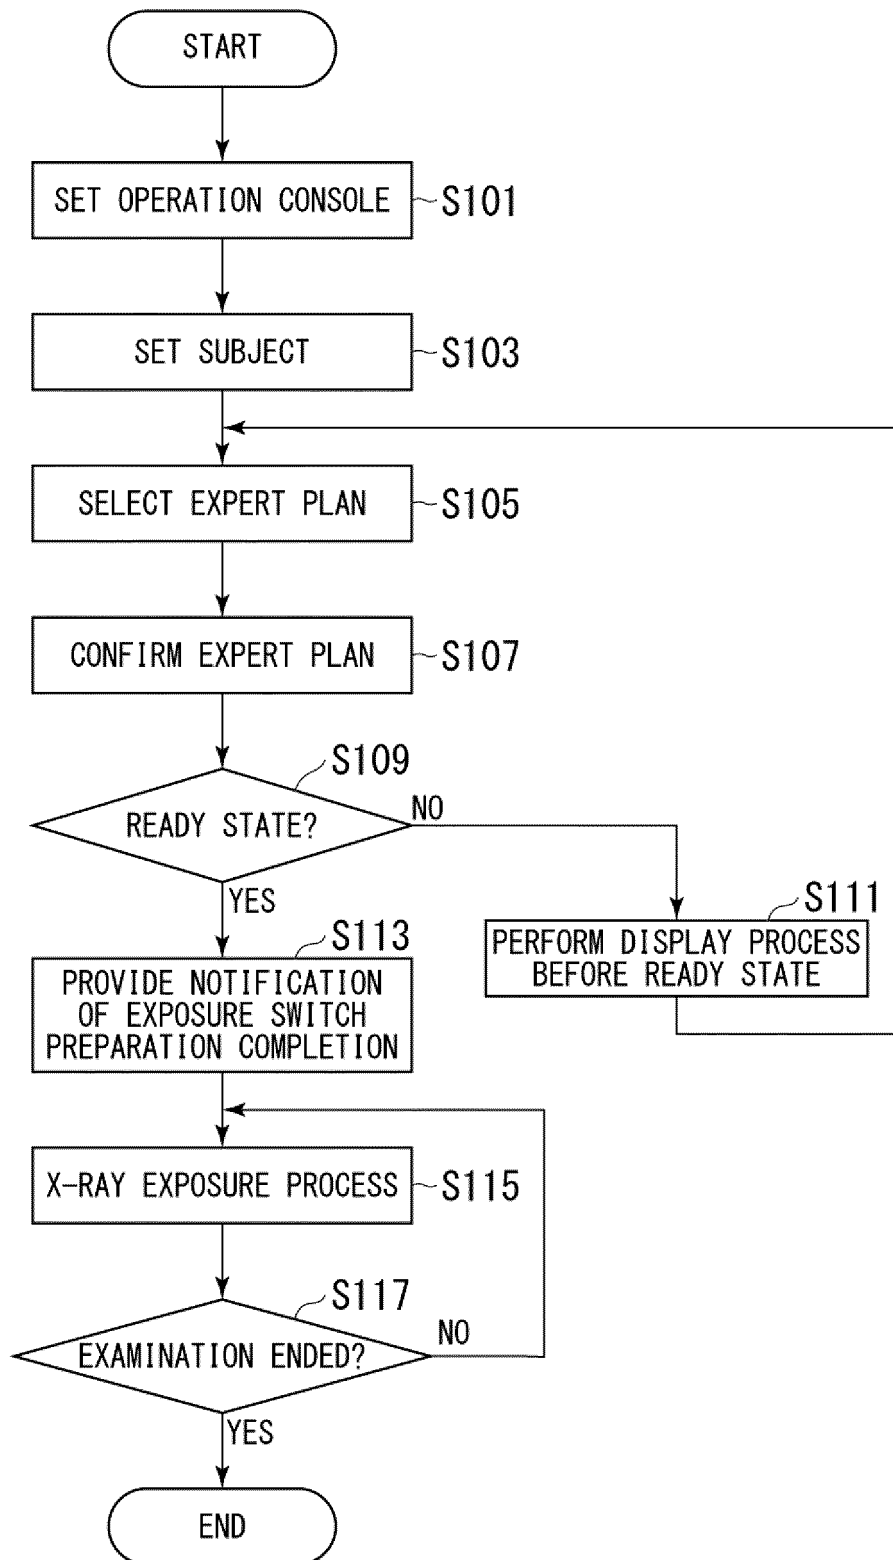 START
SET OPERATION CONSOLE
S101
SET SUBJECT
S103
SELECT EXPERT PLAN
S105
CONFIRM EXPERT PLAN
S107
S109
READY STATE?
NO
YES
S111
PERFORM DISPLAY PROCESS
BEFORE READY STATE
S113
PROVIDE NOTIFICATION
OF EXPOSURE SWITCH
PREPARATION COMPLETION
X-RAY EXPOSURE PROCESS
S115
S117
EXAMINATION ENDED?
NO
YES
END